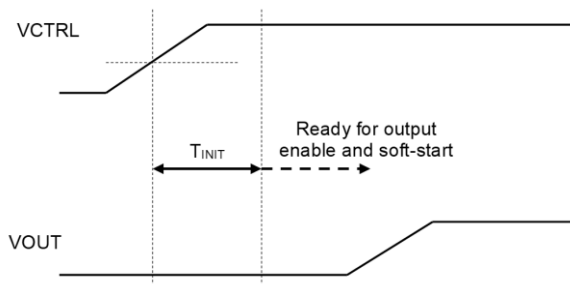 VCTRL
Ready for output
enable and soft-start
TINIT
VOUT